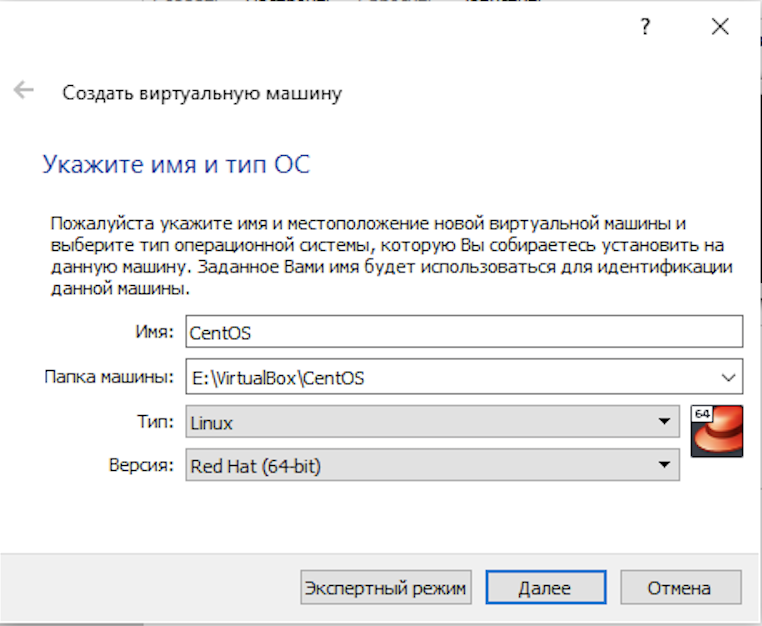 ?
Создать виртуальную машину
Укажите имя и тип ОС
Пожалуйста укажите имя и местоположение новой виртуальной машины и
выберите тип операционной системы, которую Вы собираетесь установить на
данную машину. Заданное Вами имя будет использоваться для идентификации
данной машины.
Имя: CentOS
Папка машины: E:\VirtualBox\CentOS
Тип: Linux
64
Версия: Red Hat (64-bit)
Экспертный режим Далее Отмена